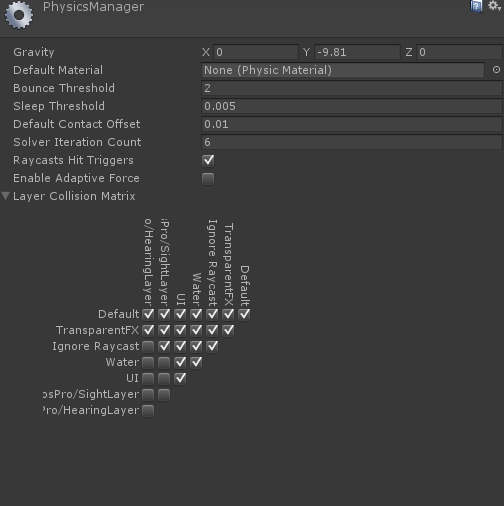 PhysicsManager
Gravity X 0 Y -9.81 Z 0
Default Material None (Physic Material)
Bounce Threshold 2
Sleep Threshold 0.005
Default Contact Offset 0.01
Solver Iteration Count 6
Raycasts Hit Triggers
Enable Adaptive Force
Layer Collision Matrix
o/HearingLayer
Pro/SightLayer
UI
Water
Ignore Raycast
TransparentFX
Default
Default
TransparentFX
Ignore Raycast
Water
UI
osPro/SightLayer
Pro/HearingLayer